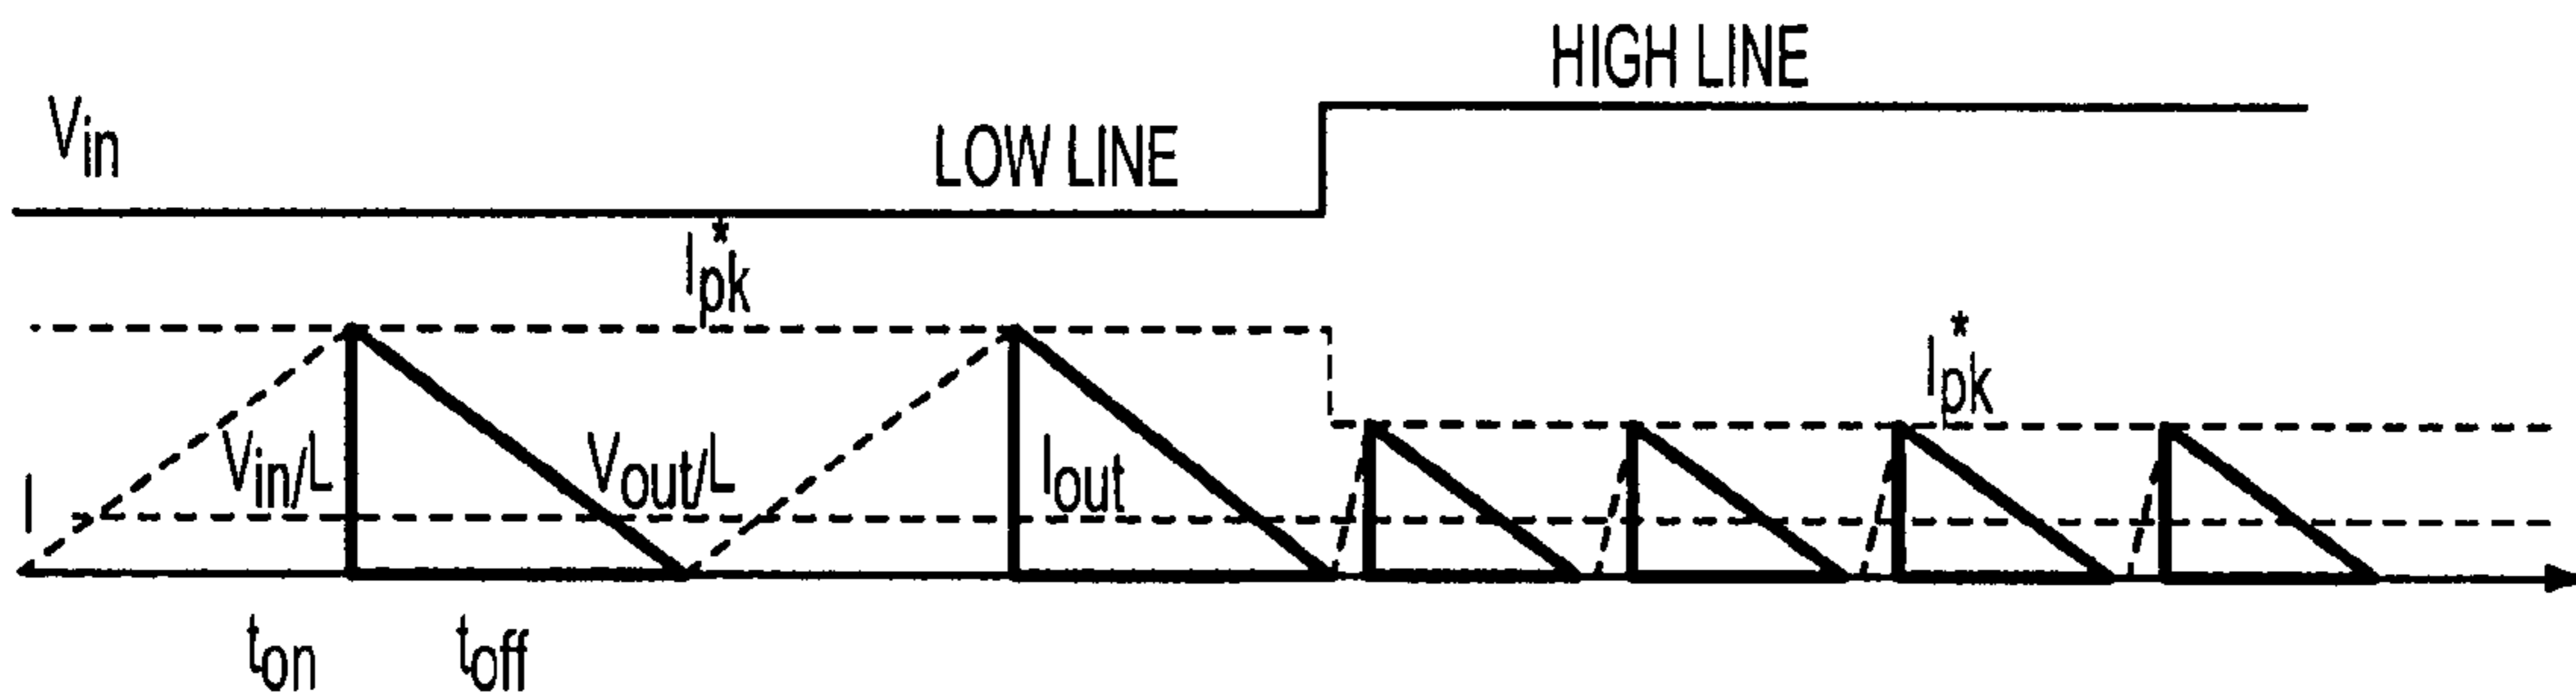 HIGH LINE
Vin
LOW LINE
I*pk
I*pk
Vin/L
Vout/L
Iout
I
ton
toff